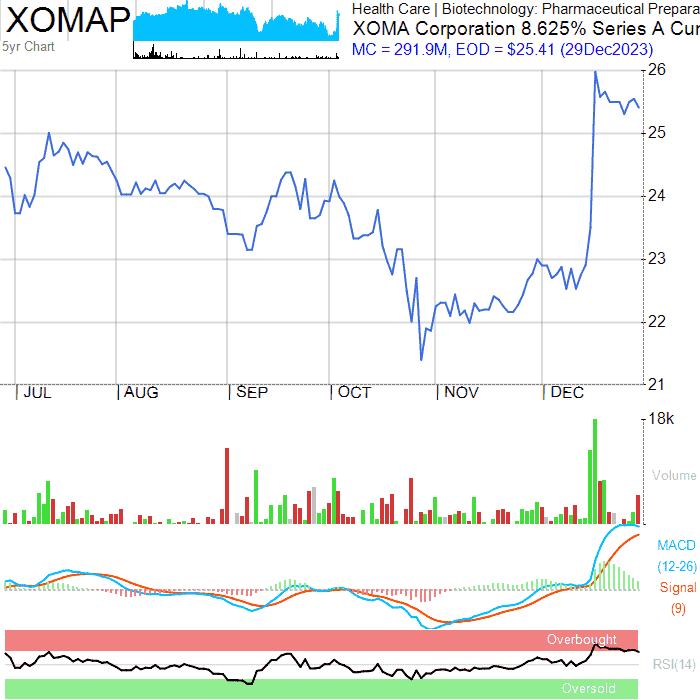 XOMAP
5yr Chart
Health Care | Biotechnology: Pharmaceutical Prepara
XOMA Corporation 8.625% Series A Cur
MC = 291.9M, EOD = $25.41 (29Dec2023)
26
25
24
23
22
21
JUL AUG SEP OCT NOV DEC
18k
Volume
MACD
(12-26)
Signal
(9)
Overbought
RSI(14)
Oversold